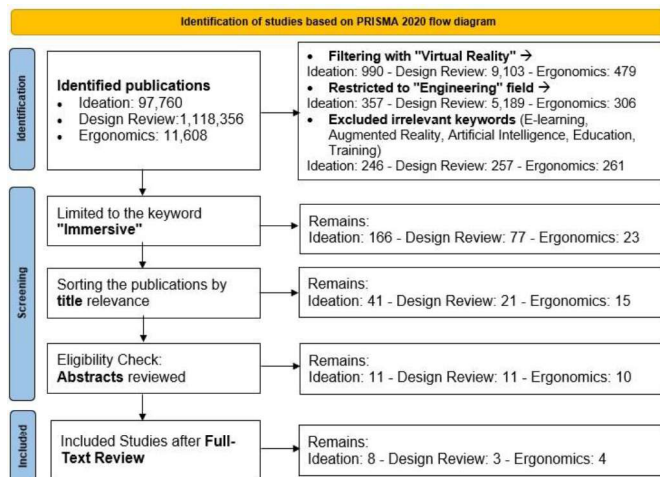 Identification of studies based on PRISMA 2020 flow diagram
Identification
Identified publications
• Ideation: 97,760
• Design Review:1,118,356
• Ergonomics: 11,608
• Filtering with "Virtual Reality" →
Ideation: 990 - Design Review: 9,103 - Ergonomics: 479
• Restricted to "Engineering" field →
Ideation: 357 - Design Review: 5,189 - Ergonomics: 306
• Excluded irrelevant keywords (E-learning,
Augmented Reality, Artificial Intelligence, Education,
Training)
Ideation: 246 - Design Review: 257 - Ergonomics: 261
Screening
Limited to the keyword
"Immersive"
Remains:
Ideation: 166 - Design Review: 77 - Ergonomics: 23
Sorting the publications by
title relevance
Remains:
Ideation: 41 - Design Review: 21 - Ergonomics: 15
Eligibility Check:
Abstracts reviewed
Remains:
Ideation: 11 - Design Review: 11 - Ergonomics: 10
Included
Included Studies after Full-
Text Review
Remains:
Ideation: 8 - Design Review: 3 - Ergonomics: 4